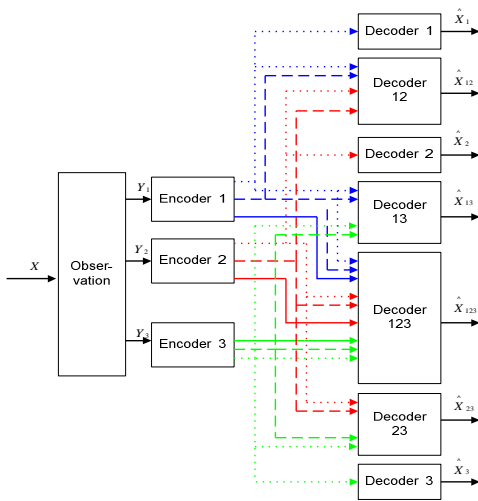 X
Obser-
vation
Y₁
Encoder 1
Y₂
Encoder 2
Y₃
Encoder 3
Decoder 1
X̂₁
Decoder
12
X̂₁₂
Decoder 2
X̂₂
Decoder
13
X̂₁₃
Decoder
123
X̂₁₂₃
Decoder
23
X̂₂₃
Decoder 3
X̂₃